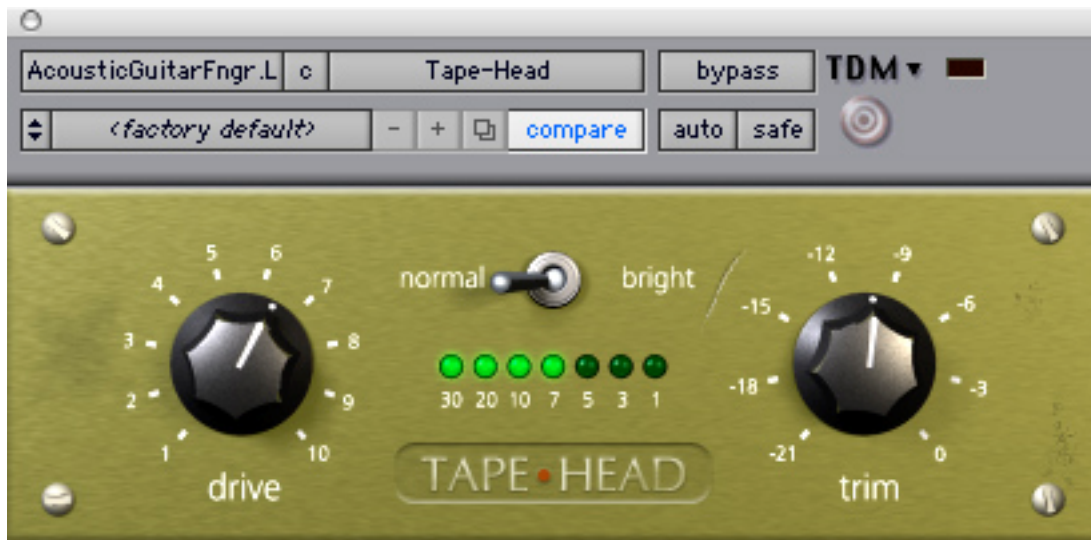 AcousticGuitarFngr.L c Tape-Head bypass TDM
<factory default> - + compare auto safe
normal bright
1 2 3 4 5 6 7 8 9 10
drive
30 20 10 7 5 3 1
TAPE•HEAD
-21 -18 -15 -12 -9 -6 -3 0
trim